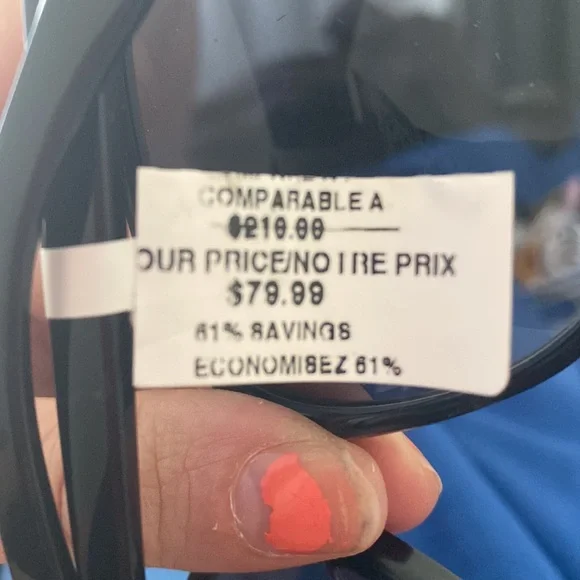 COMPARABLE A
$210.00
OUR PRICE/NOTRE PRIX
$79.99
61% SAVINGS
ECONOMISEZ 61%